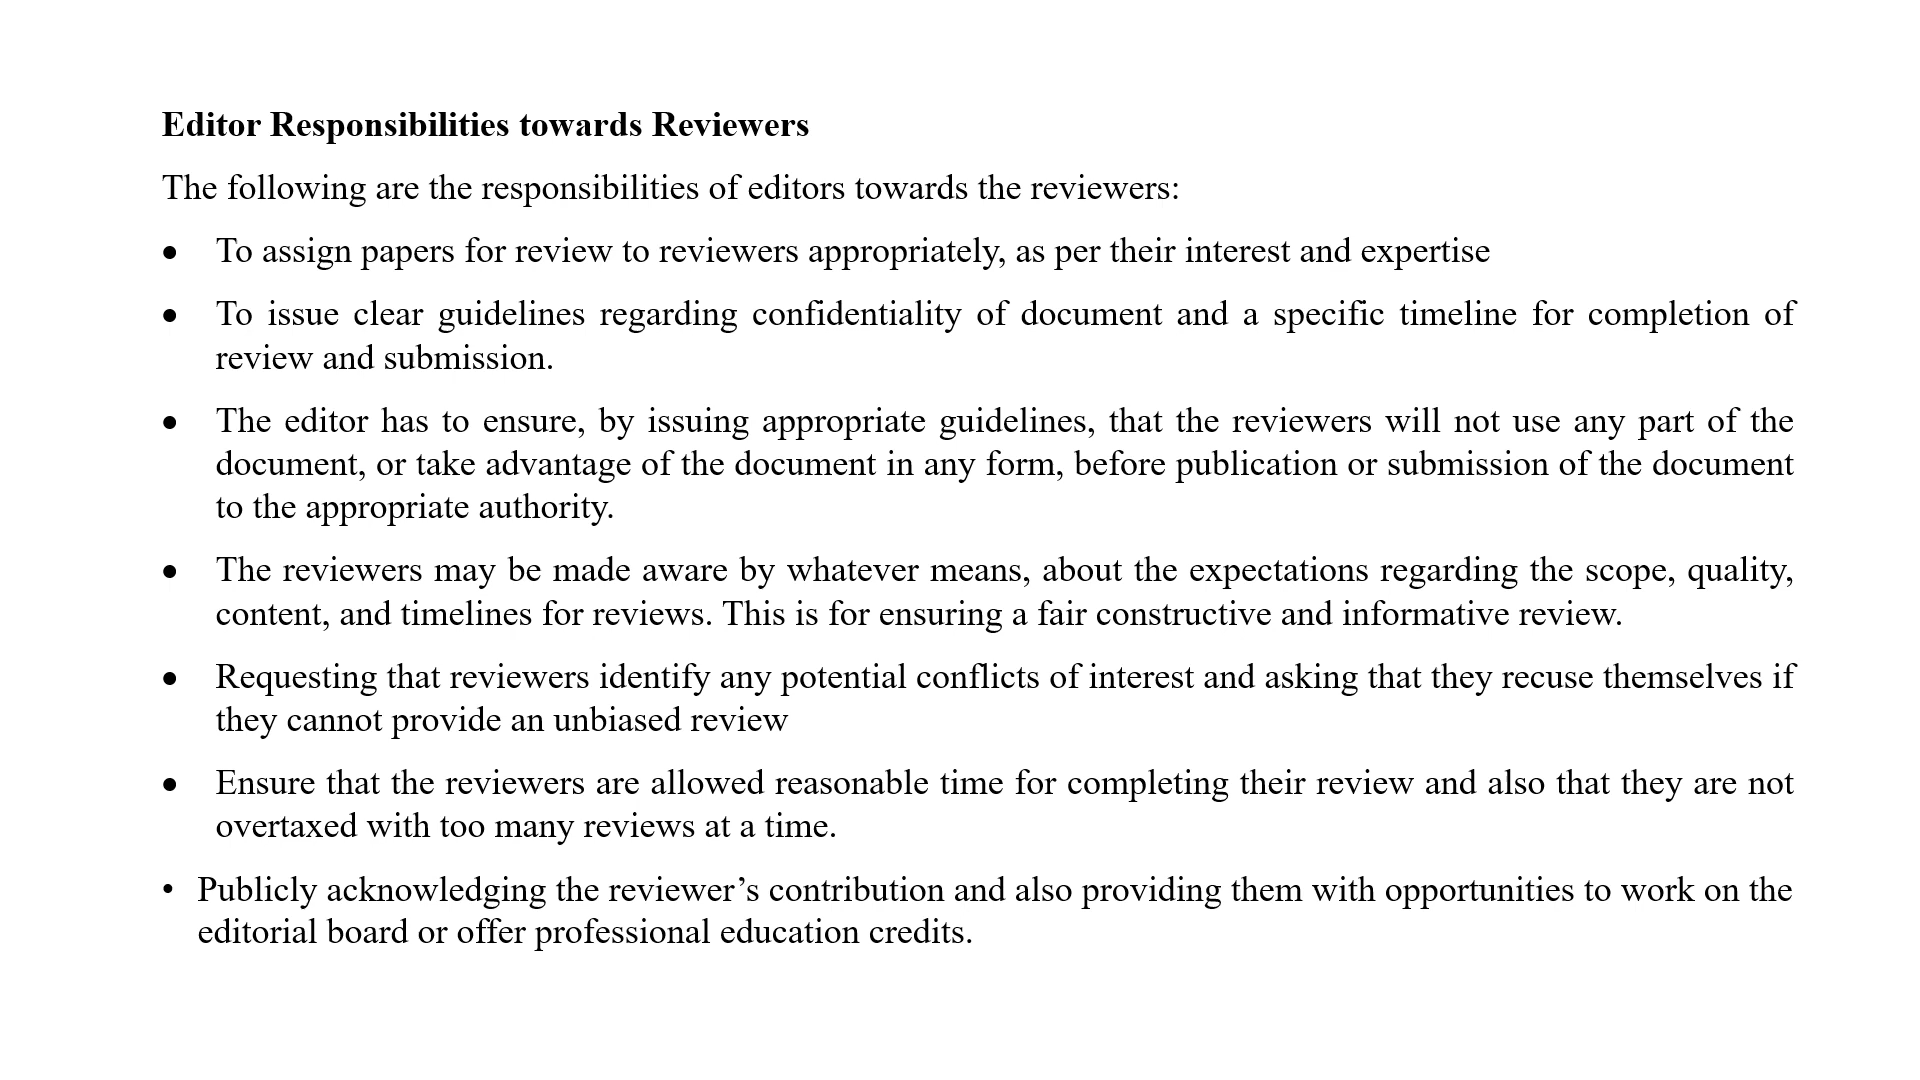 Editor Responsibilities towards Reviewers
The following are the responsibilities of editors towards the reviewers:
• To assign papers for review to reviewers appropriately, as per their interest and expertise
• To issue clear guidelines regarding confidentiality of document and a specific timeline for completion of
review and submission.
• The editor has to ensure, by issuing appropriate guidelines, that the reviewers will not use any part of the
document, or take advantage of the document in any form, before publication or submission of the document
to the appropriate authority.
• The reviewers may be made aware by whatever means, about the expectations regarding the scope, quality,
content, and timelines for reviews. This is for ensuring a fair constructive and informative review.
• Requesting that reviewers identify any potential conflicts of interest and asking that they recuse themselves if
they cannot provide an unbiased review
• Ensure that the reviewers are allowed reasonable time for completing their review and also that they are not
overtaxed with too many reviews at a time.
• Publicly acknowledging the reviewer’s contribution and also providing them with opportunities to work on the
editorial board or offer professional education credits.